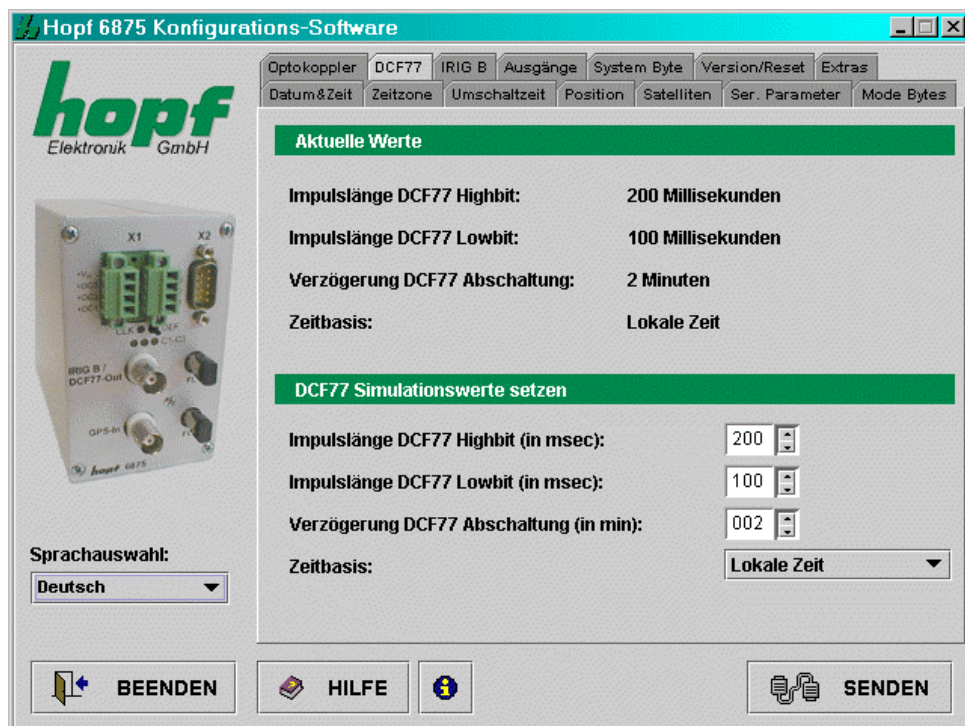 Hopf 6875 Konfigurations-Software
hopf
Elektronik GmbH
Optokoppler DCF77 IRIG B Ausgänge System Byte Version/Reset Extras
Datum&Zeit Zeitzone Umschaltzeit Position Satelliten Ser. Parameter Mode Bytes
Aktuelle Werte
Impulslänge DCF77 Highbit: 200 Millisekunden
Impulslänge DCF77 Lowbit: 100 Millisekunden
Verzögerung DCF77 Abschaltung: 2 Minuten
Zeitbasis: Lokale Zeit
DCF77 Simulationswerte setzen
Impulslänge DCF77 Highbit (in msec): 200
Impulslänge DCF77 Lowbit (in msec): 100
Verzögerung DCF77 Abschaltung (in min): 002
Zeitbasis: Lokale Zeit
X1 X2
CLK DEF
C1-C3
IRIG B /
DCF77-Out
GPS-In
hopf 6875
Sprachauswahl:
Deutsch
BEENDEN HILFE SENDEN